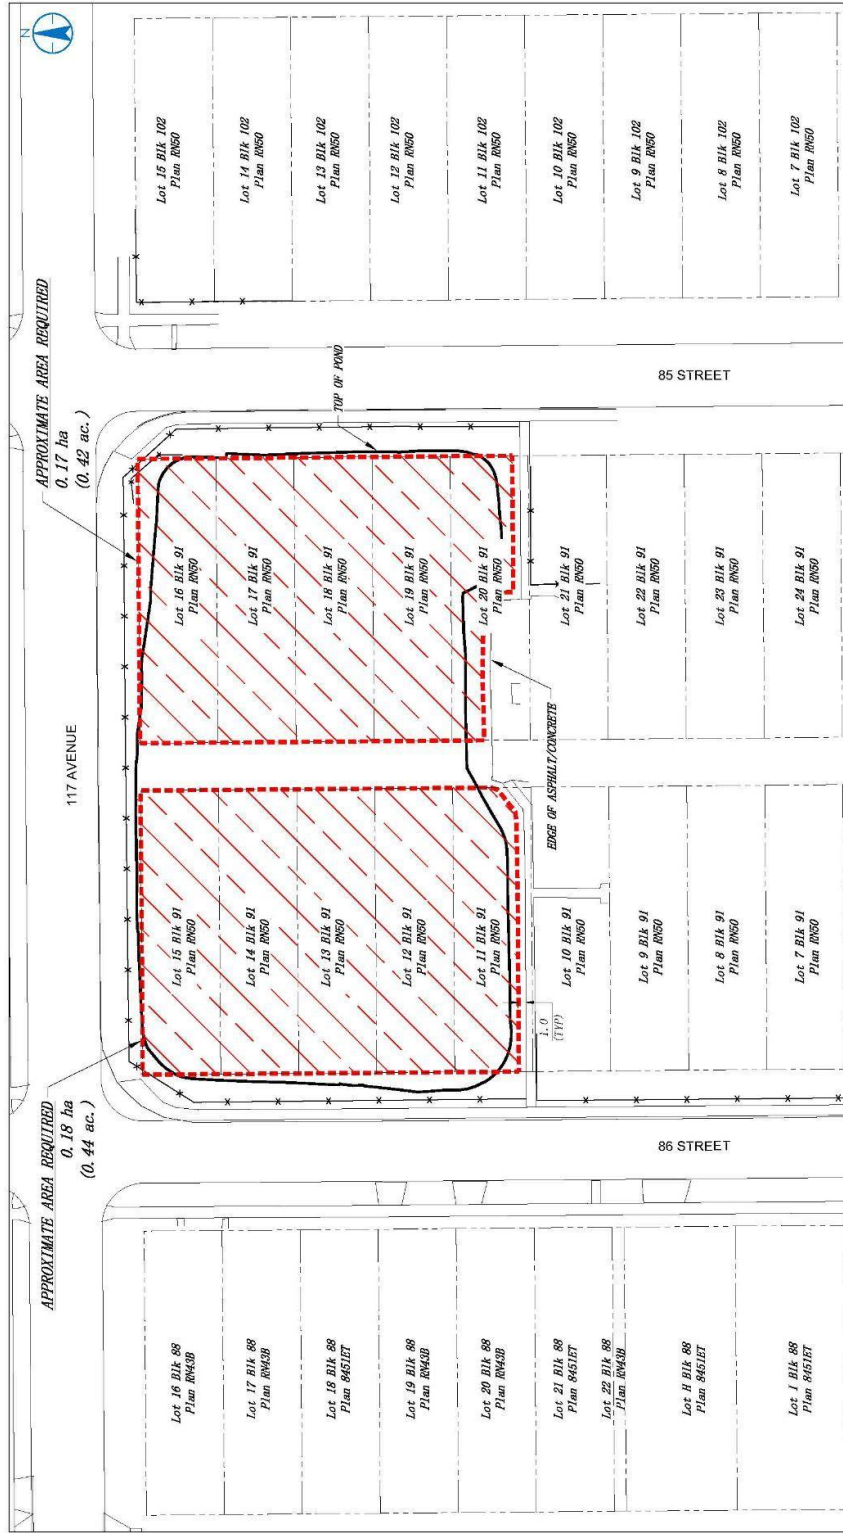 N
Lot 15 Blk 102
Plan RN50
Lot 14 Blk 102
Plan RN50
Lot 13 Blk 102
Plan RN50
Lot 12 Blk 102
Plan RN50
Lot 11 Blk 102
Plan RN50
Lot 10 Blk 102
Plan RN50
Lot 9 Blk 102
Plan RN50
Lot 8 Blk 102
Plan RN50
Lot 7 Blk 102
Plan RN50
APPROXIMATE AREA REQUIRED
0.17 ha
(0.42 ac.)
TOP OF POND
85 STREET
117 AVENUE
Lot 16 Blk 91
Plan RN50
Lot 17 Blk 91
Plan RN50
Lot 18 Blk 91
Plan RN50
Lot 19 Blk 91
Plan RN50
Lot 20 Blk 91
Plan RN50
Lot 21 Blk 91
Plan RN50
Lot 22 Blk 91
Plan RN50
Lot 23 Blk 91
Plan RN50
Lot 24 Blk 91
Plan RN50
EDGE OF ASPHALT/CONCRETE
Lot 15 Blk 91
Plan RN50
Lot 14 Blk 91
Plan RN50
Lot 13 Blk 91
Plan RN50
Lot 12 Blk 91
Plan RN50
Lot 11 Blk 91
Plan RN50
Lot 10 Blk 91
Plan RN50
Lot 9 Blk 91
Plan RN50
Lot 8 Blk 91
Plan RN50
Lot 7 Blk 91
Plan RN50
1.0
(TYP)
APPROXIMATE AREA REQUIRED
0.18 ha
(0.44 ac.)
86 STREET
Lot 16 Blk 88
Plan RN43B
Lot 17 Blk 88
Plan RN43B
Lot 18 Blk 88
Plan 8451ET
Lot 19 Blk 88
Plan RN43B
Lot 20 Blk 88
Plan RN43B
Lot 21 Blk 88
Plan 8451ET
Lot 22 Blk 88
Plan RN43B
Lot H Blk 88
Plan 8451ET
Lot I Blk 88
Plan 8451ET